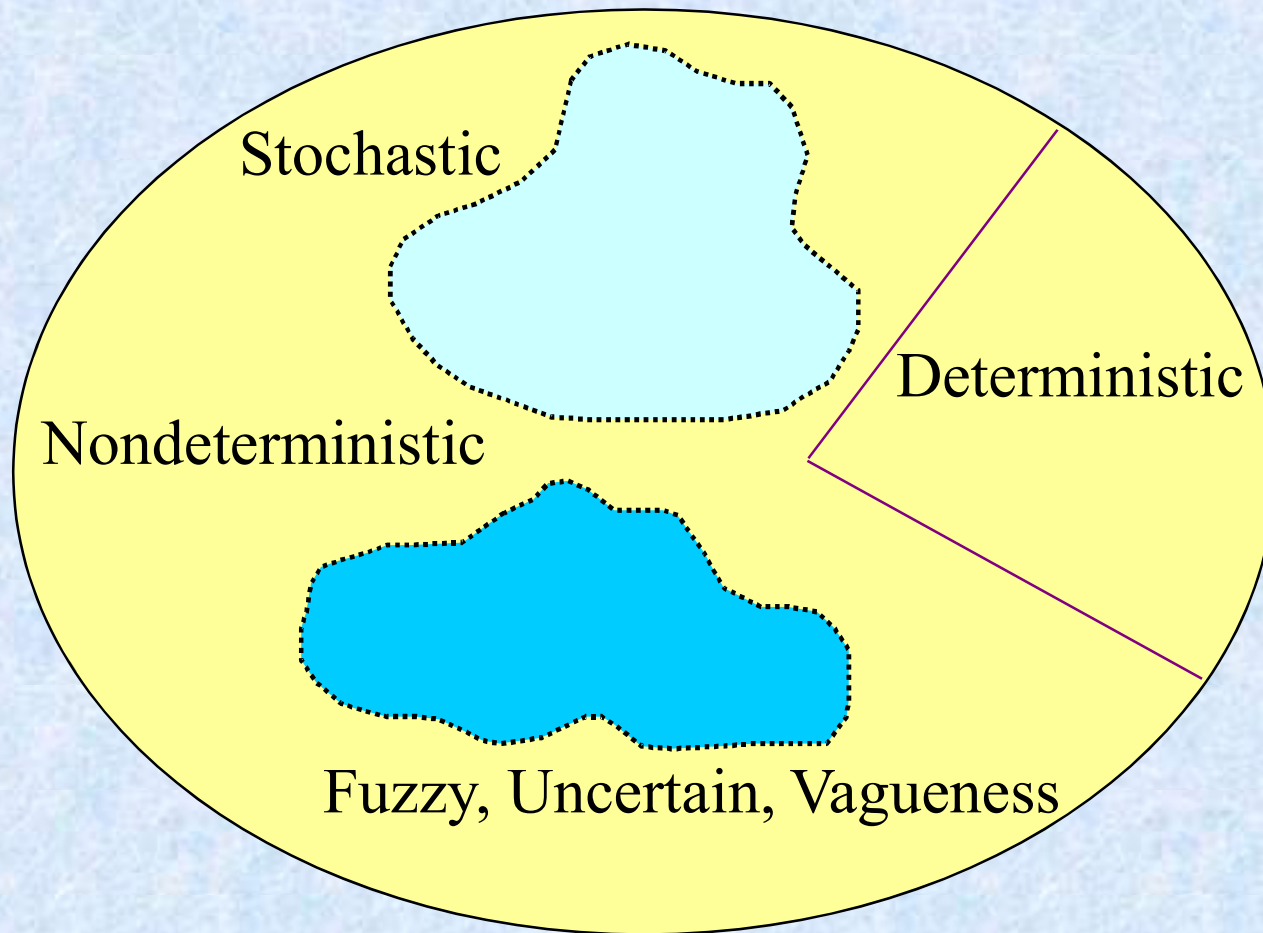 Stochastic
Deterministic
Nondeterministic
Fuzzy, Uncertain, Vagueness